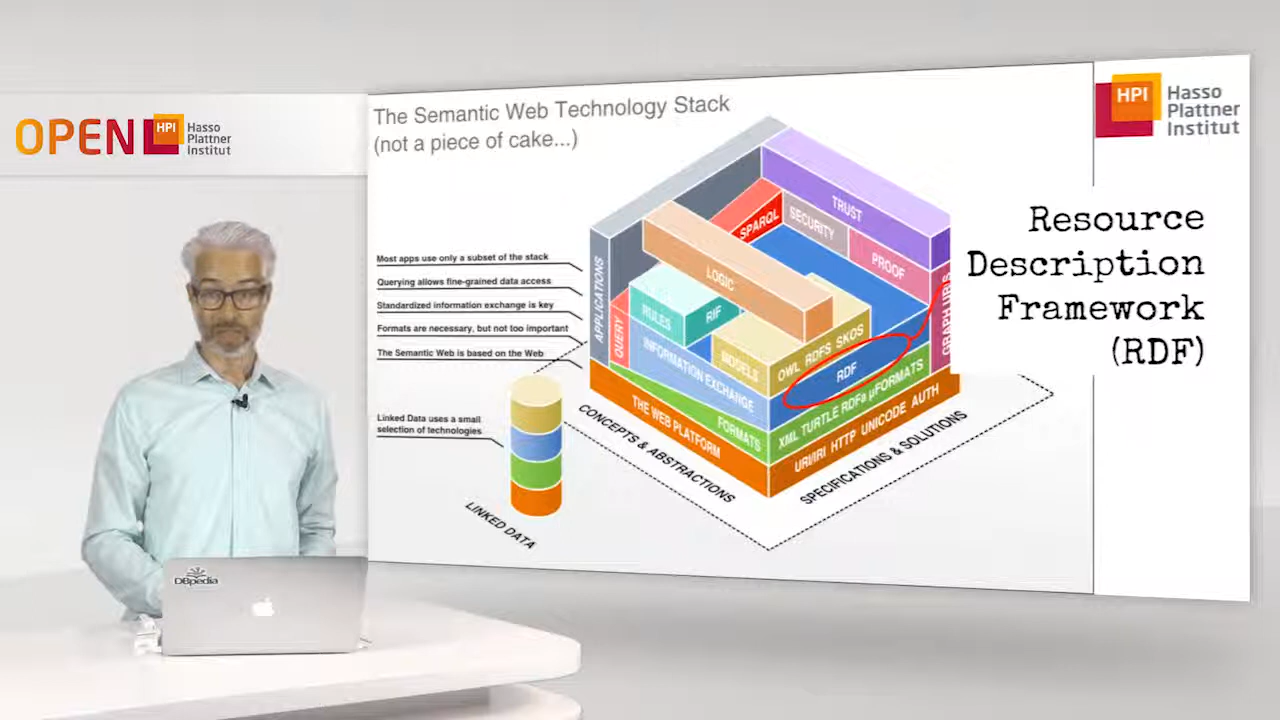 OPEN
HPI
Hasso
Plattner
Institut
The Semantic Web Technology Stack
(not a piece of cake...)
HPI
Hasso
Plattner
Institut
Resource
Description
Framework
(RDF)
Most apps use only a subset of the stack
Querying allows fine-grained data access
Standardized information exchange is key
Formats are necessary, but not too important
The Semantic Web is based on the Web
Linked Data uses a small
selection of technologies
LINKED DATA
APPLICATIONS
TRUST
SPARQL
SECURITY
PROOF
LOGIC
RULES
RIF
QUERY
INFORMATION EXCHANGE
MODELS
OWL RDFS SKOS
RDF
FORMATS
XML TURTLE RDFa µFORMATS
THE WEB PLATFORM
URI/IRI HTTP UNICODE AUTH
CONCEPTS & ABSTRACTIONS
SPECIFICATIONS & SOLUTIONS
DBpedia